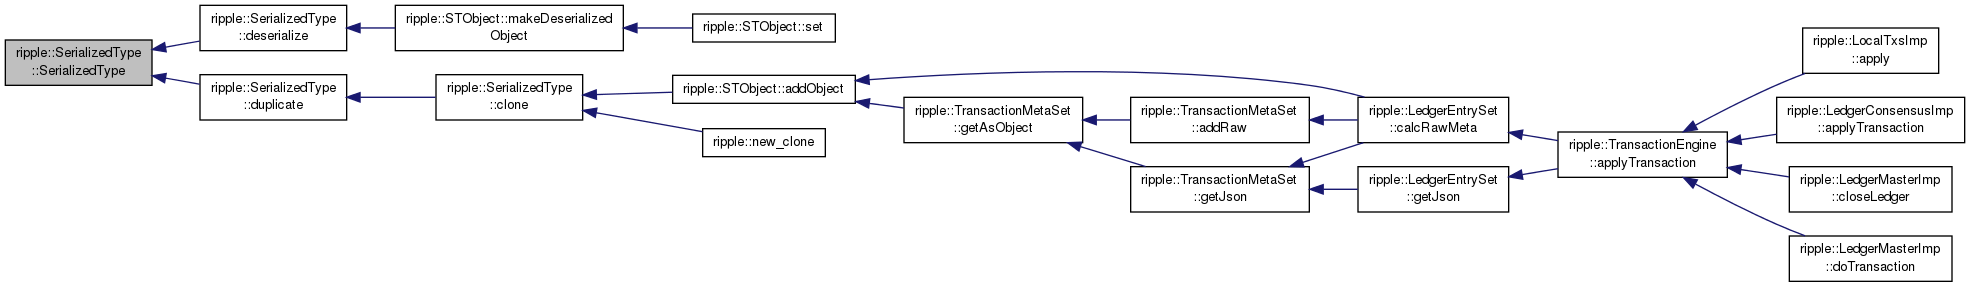 ripple::SerializedType
::SerializedType
ripple::SerializedType
::deserialize
ripple::STObject::makeDeserialized
Object
ripple::STObject::set
ripple::SerializedType
::duplicate
ripple::SerializedType
::clone
ripple::STObject::addObject
ripple::new_clone
ripple::TransactionMetaSet
::getAsObject
ripple::TransactionMetaSet
::addRaw
ripple::TransactionMetaSet
::getJson
ripple::LedgerEntrySet
::calcRawMeta
ripple::LedgerEntrySet
::getJson
ripple::TransactionEngine
::applyTransaction
ripple::LocalTxsImp
::apply
ripple::LedgerConsensusImp
::applyTransaction
ripple::LedgerMasterImp
::closeLedger
ripple::LedgerMasterImp
::doTransaction